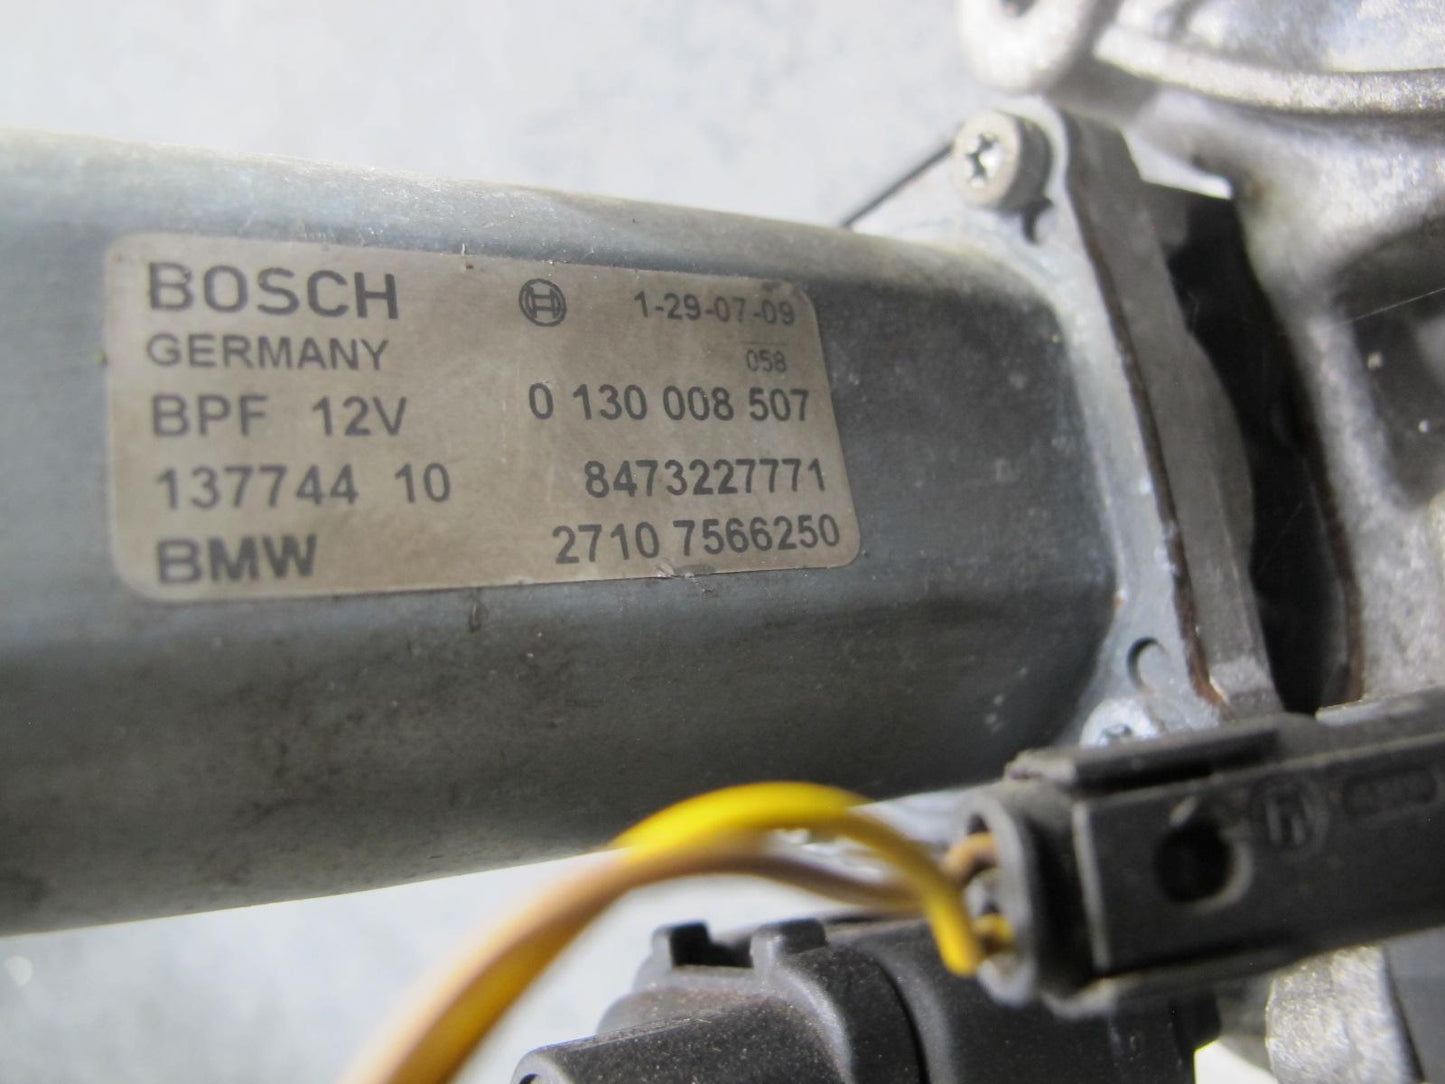 BOSCH 1-29-07-09
GERMANY 058
BPF 12V 0 130 008 507
137744 10 8473227771
BMW 2710 7566250